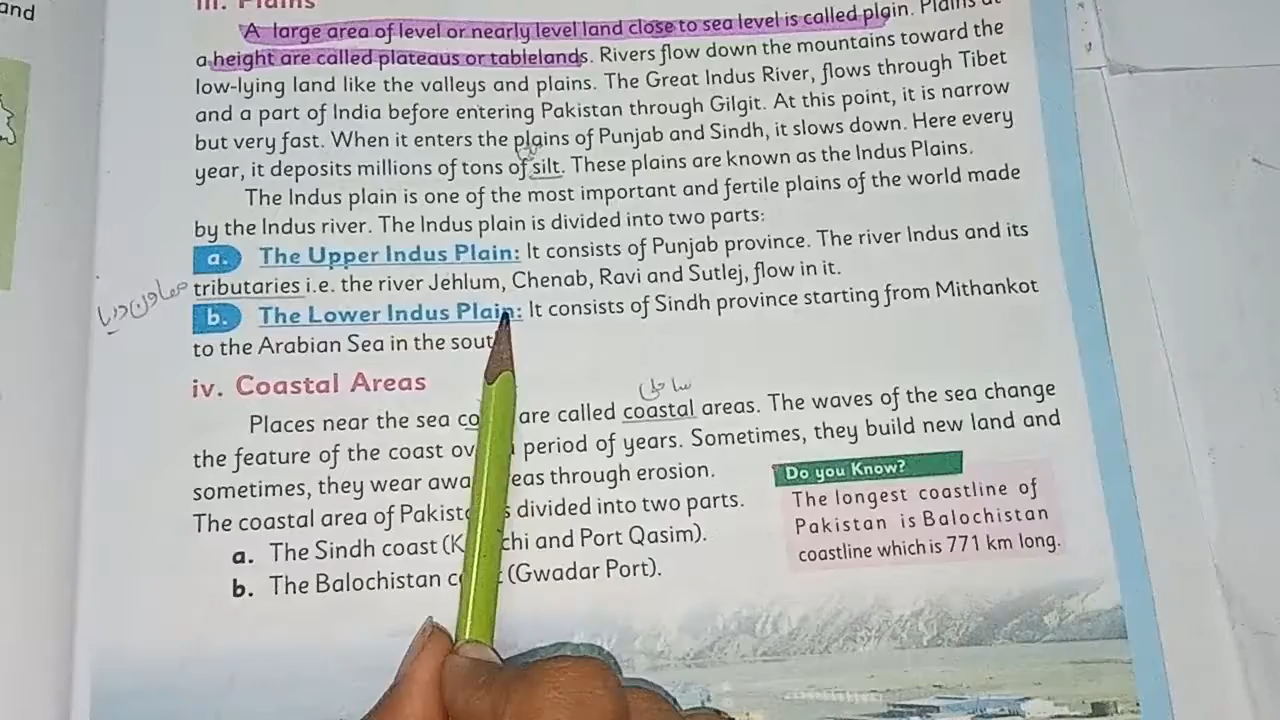 and
iii. Plains
A large area of level or nearly level land close to sea level is called plain. Plains at
a height are called plateaus or tablelands. Rivers flow down the mountains toward the
low-lying land like the valleys and plains. The Great Indus River, flows through Tibet
and a part of India before entering Pakistan through Gilgit. At this point, it is narrow
but very fast. When it enters the plains of Punjab and Sindh, it slows down. Here every
year, it deposits millions of tons of silt. These plains are known as the Indus Plains.
The Indus plain is one of the most important and fertile plains of the world made
by the Indus river. The Indus plain is divided into two parts:
a. The Upper Indus Plain: It consists of Punjab province. The river Indus and its
معاون دریا tributaries i.e. the river Jehlum, Chenab, Ravi and Sutlej, flow in it.
b. The Lower Indus Plain: It consists of Sindh province starting from Mithankot
to the Arabian Sea in the sout
iv. Coastal Areas
ساحلی
Places near the sea co are called coastal areas. The waves of the sea change
the feature of the coast ov period of years. Sometimes, they build new land and
sometimes, they wear awa eas through erosion.
The coastal area of Pakist s divided into two parts.
a. The Sindh coast (K chi and Port Qasim).
b. The Balochistan c (Gwadar Port).
Do you Know?
The longest coastline of
Pakistan is Balochistan
coastline which is 771 km long.